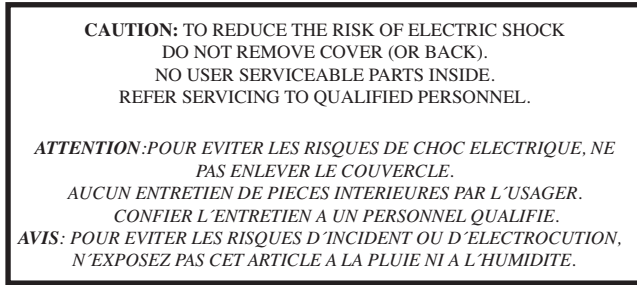 CAUTION: TO REDUCE THE RISK OF ELECTRIC SHOCK
DO NOT REMOVE COVER (OR BACK).
NO USER SERVICEABLE PARTS INSIDE.
REFER SERVICING TO QUALIFIED PERSONNEL.
ATTENTION:POUR EVITER LES RISQUES DE CHOC ELECTRIQUE, NE
PAS ENLEVER LE COUVERCLE.
AUCUN ENTRETIEN DE PIECES INTERIEURES PAR L´USAGER.
CONFIER L´ENTRETIEN A UN PERSONNEL QUALIFIE.
AVIS: POUR EVITER LES RISQUES D´INCIDENT OU D´ELECTROCUTION,
N´EXPOSEZ PAS CET ARTICLE A LA PLUIE NI A L´HUMIDITE.